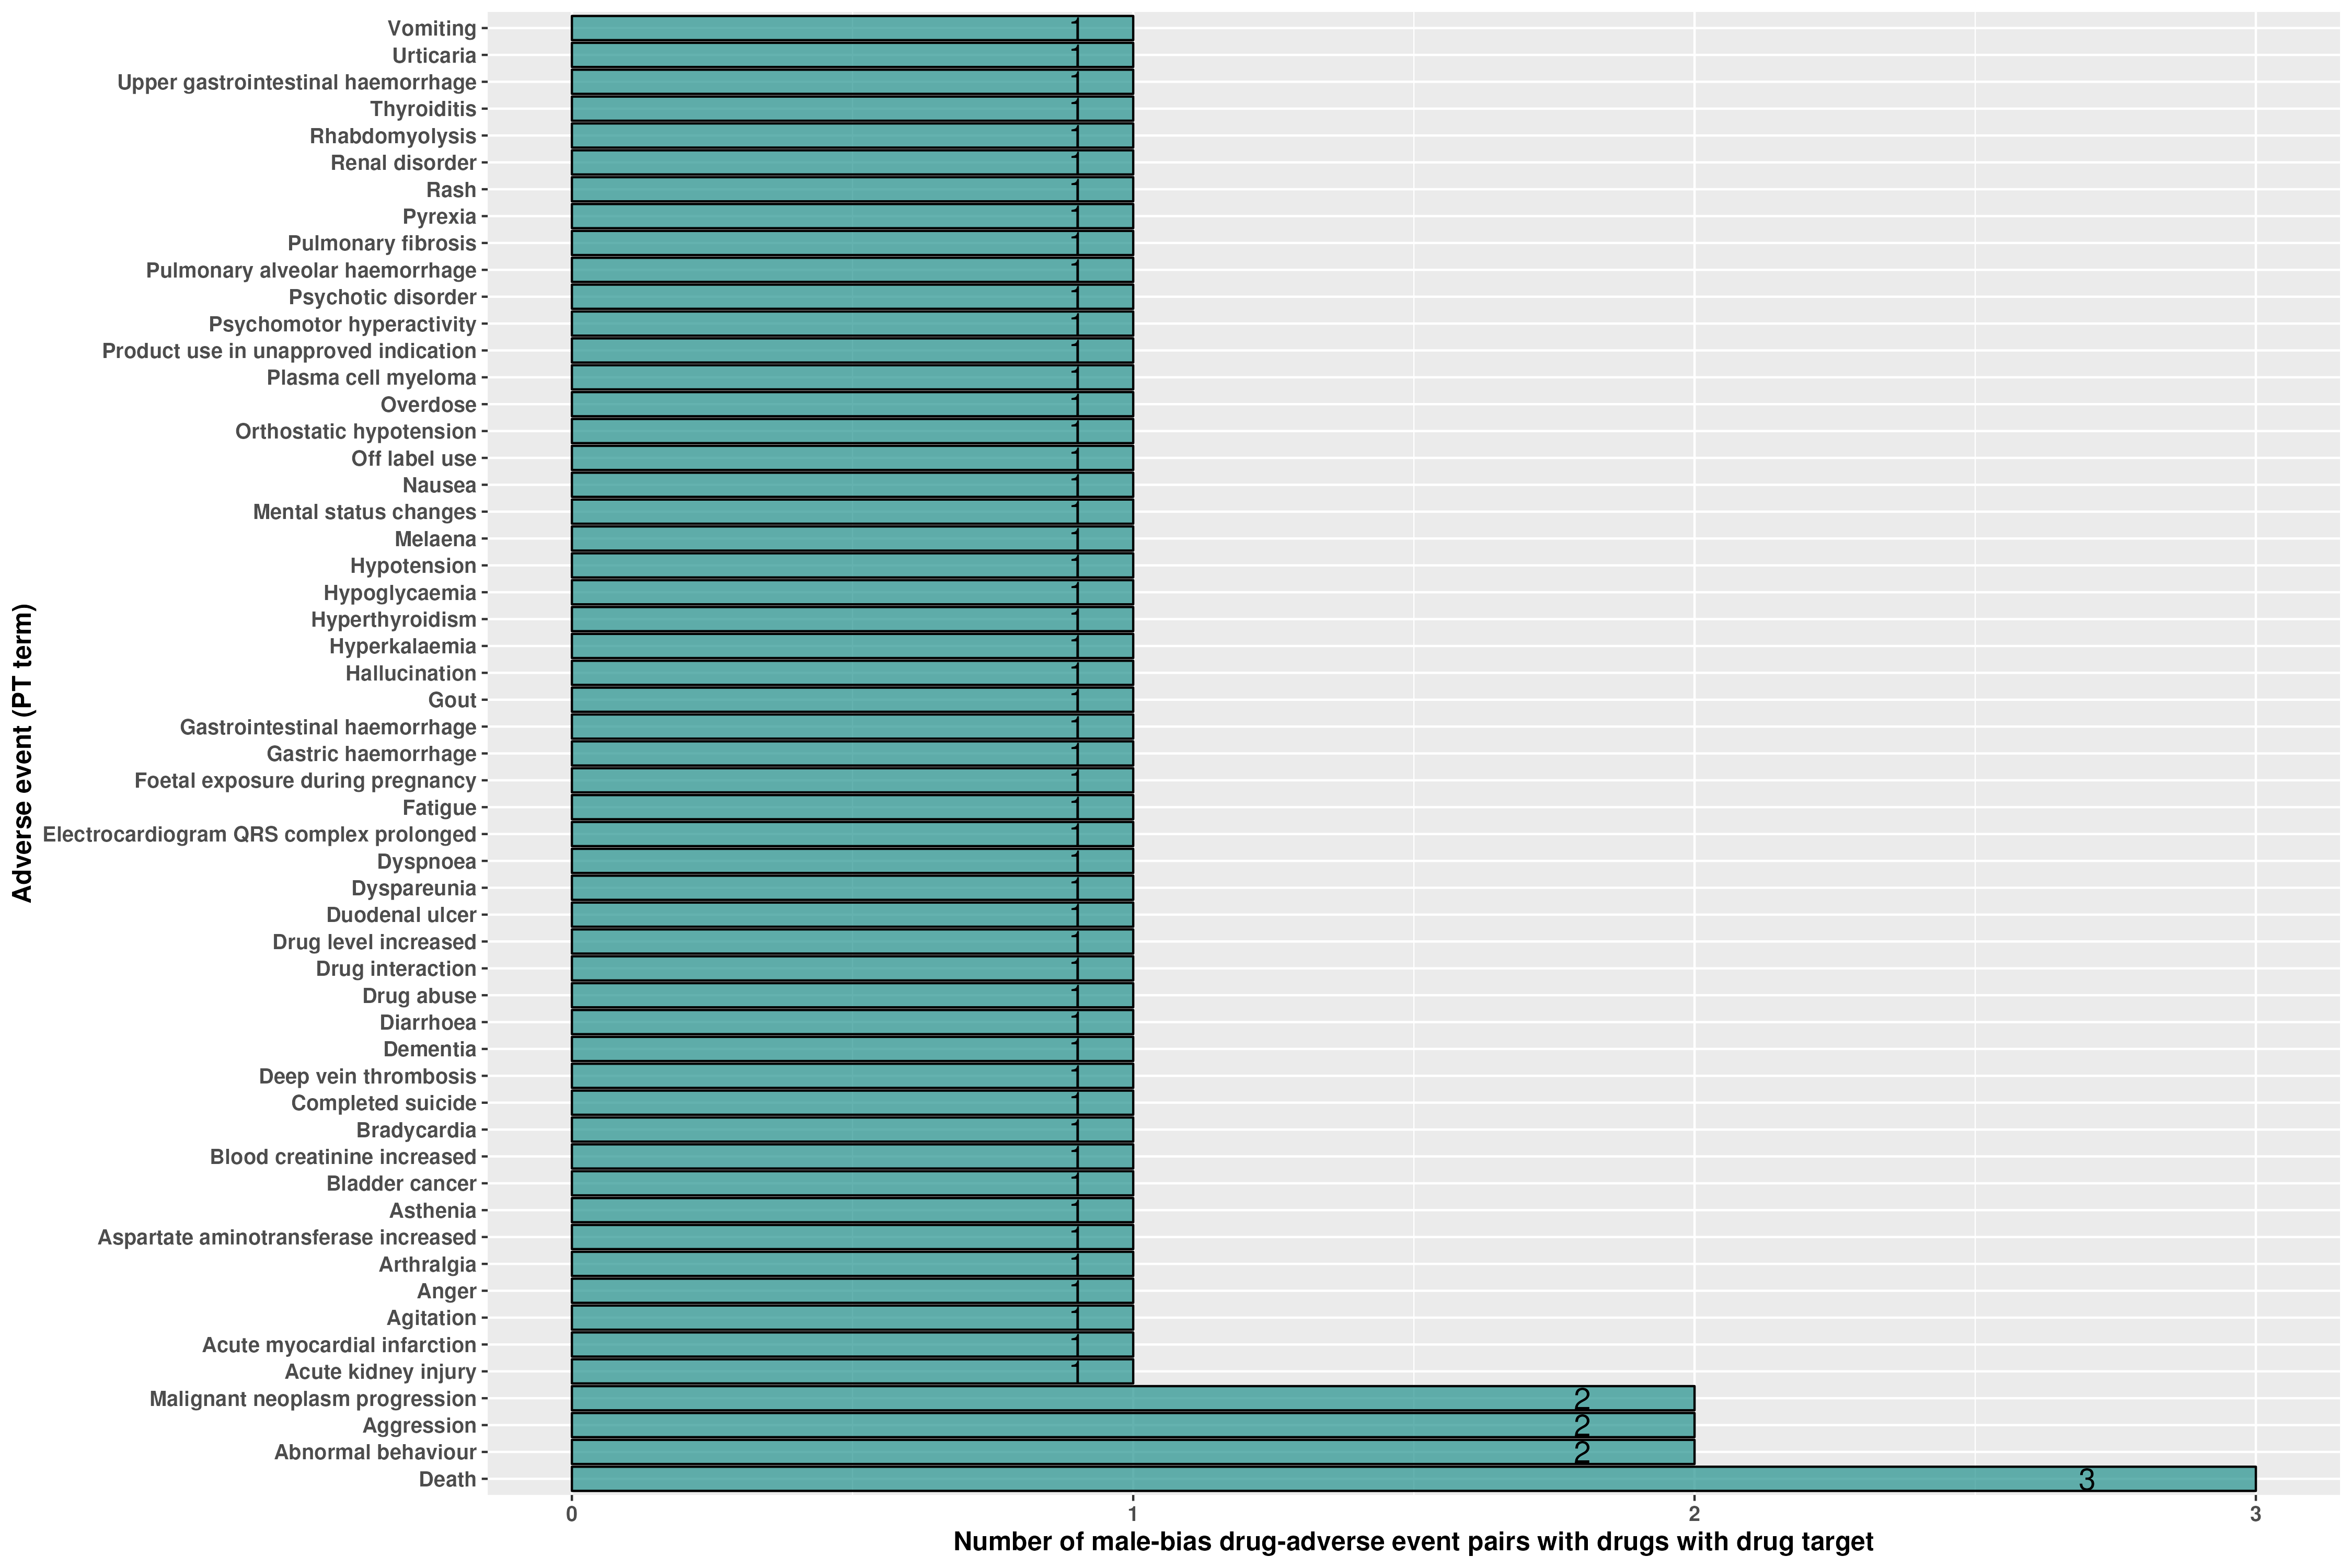 Adverse event (PT term)
Vomiting 1
Urticaria 1
Upper gastrointestinal haemorrhage 1
Thyroiditis 1
Rhabdomyolysis 1
Renal disorder 1
Rash 1
Pyrexia 1
Pulmonary fibrosis 1
Pulmonary alveolar haemorrhage 1
Psychotic disorder 1
Psychomotor hyperactivity 1
Product use in unapproved indication 1
Plasma cell myeloma 1
Overdose 1
Orthostatic hypotension 1
Off label use 1
Nausea 1
Mental status changes 1
Melaena 1
Hypotension 1
Hypoglycaemia 1
Hyperthyroidism 1
Hyperkalaemia 1
Hallucination 1
Gout 1
Gastrointestinal haemorrhage 1
Gastric haemorrhage 1
Foetal exposure during pregnancy 1
Fatigue 1
Electrocardiogram QRS complex prolonged 1
Dyspnoea 1
Dyspareunia 1
Duodenal ulcer 1
Drug level increased 1
Drug interaction 1
Drug abuse 1
Diarrhoea 1
Dementia 1
Deep vein thrombosis 1
Completed suicide 1
Bradycardia 1
Blood creatinine increased 1
Bladder cancer 1
Asthenia 1
Aspartate aminotransferase increased 1
Arthralgia 1
Anger 1
Agitation 1
Acute myocardial infarction 1
Acute kidney injury 1
Malignant neoplasm progression 2
Aggression 2
Abnormal behaviour 2
Death 3
0 1 2 3
Number of male-bias drug-adverse event pairs with drugs with drug target